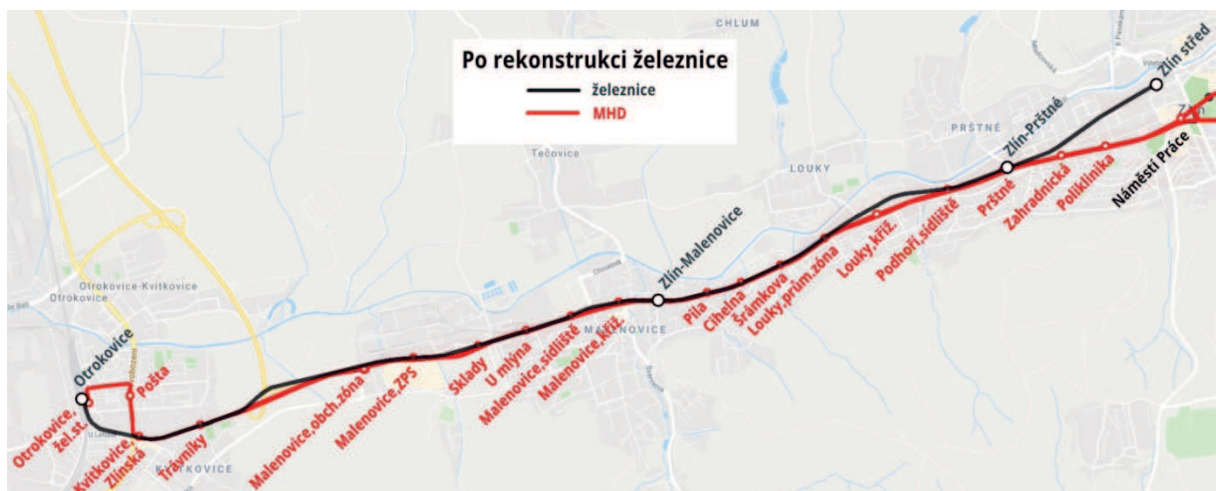 Po rekonstrukci železnice
železnice
MHD
CHLUM
Tečovice
PRŠTNÉ
LOUKY
Zlín střed
Zlín-Prštné
Náměstí Práce
Poliklinika
Zahradnická
Prštné
Podhoří,sídliště
Louky,kříž.
Louky,prům.zóna
Šrámkova
Cihelna
Pila
Zlín-Malenovice
MALENOVICE
Malenovice,kříž.
Malenovice,sídliště
U mlýna
Sklady
Malenovice,ZPS
Malenovice,obch.zóna
Trávníky
KVÍTKOVICE
Kvítkovice,
Zlínská
Pošta
Otrokovice
Otrokovice,
žel.st.
Otrokovice-Kvítkovice
Otrokovice